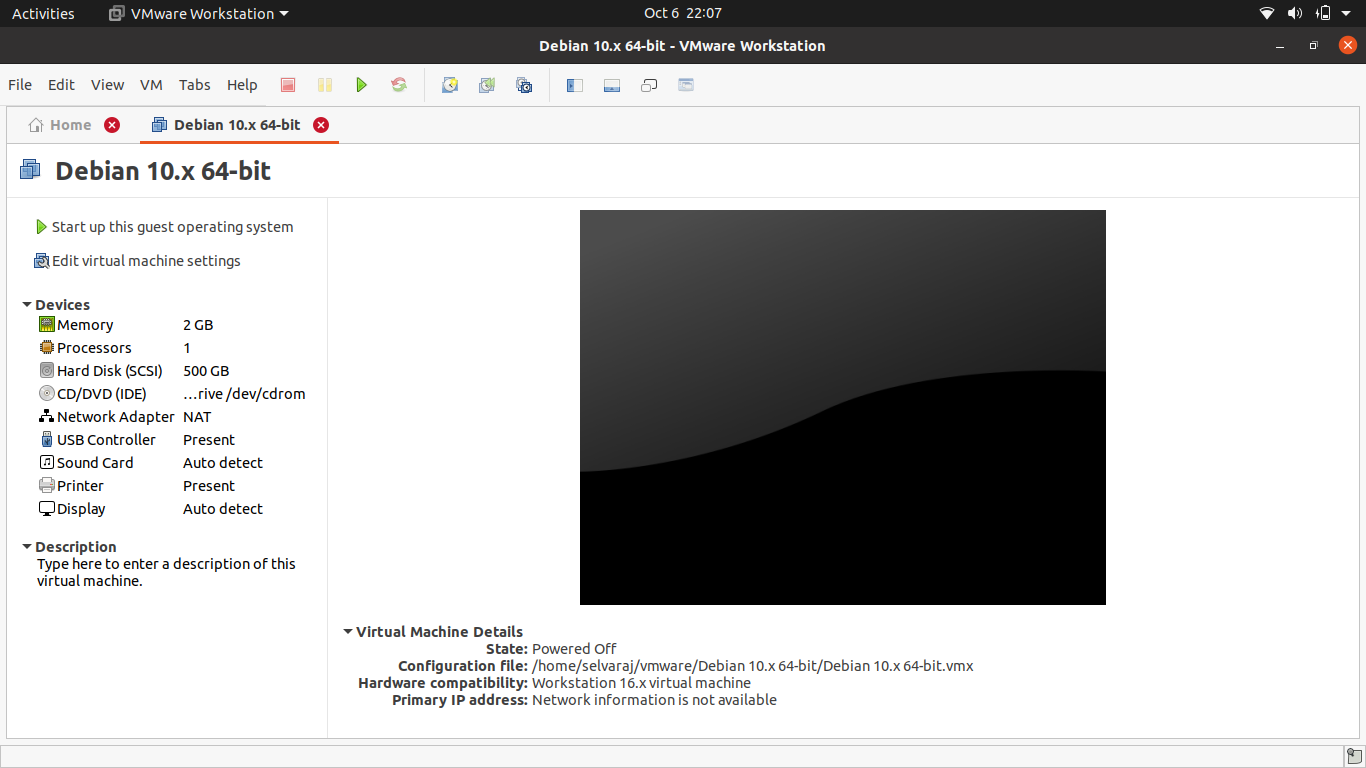 Activities VMware Workstation Oct 6 22:07
Debian 10.x 64-bit - VMware Workstation
File Edit View VM Tabs Help
Home Debian 10.x 64-bit
Debian 10.x 64-bit
Start up this guest operating system
Edit virtual machine settings
Devices
Memory 2 GB
Processors 1
Hard Disk (SCSI) 500 GB
CD/DVD (IDE) ...rive /dev/cdrom
Network Adapter NAT
USB Controller Present
Sound Card Auto detect
Printer Present
Display Auto detect
Description
Type here to enter a description of this
virtual machine.
Virtual Machine Details
State: Powered Off
Configuration file: /home/selvaraj/vmware/Debian 10.x 64-bit/Debian 10.x 64-bit.vmx
Hardware compatibility: Workstation 16.x virtual machine
Primary IP address: Network information is not available